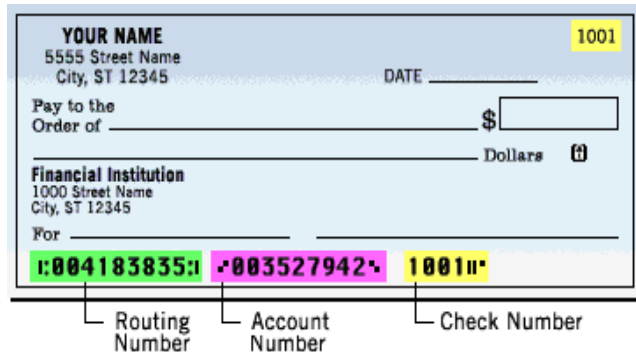 YOUR NAME 1001
5555 Street Name
City, ST 12345 DATE
Pay to the
Order of $
Dollars
Financial Institution
1000 Street Name
City, ST 12345
For
⑆004183835⑆ ⑈003527942⑈ 1001⑈
Routing Number
Account Number
Check Number